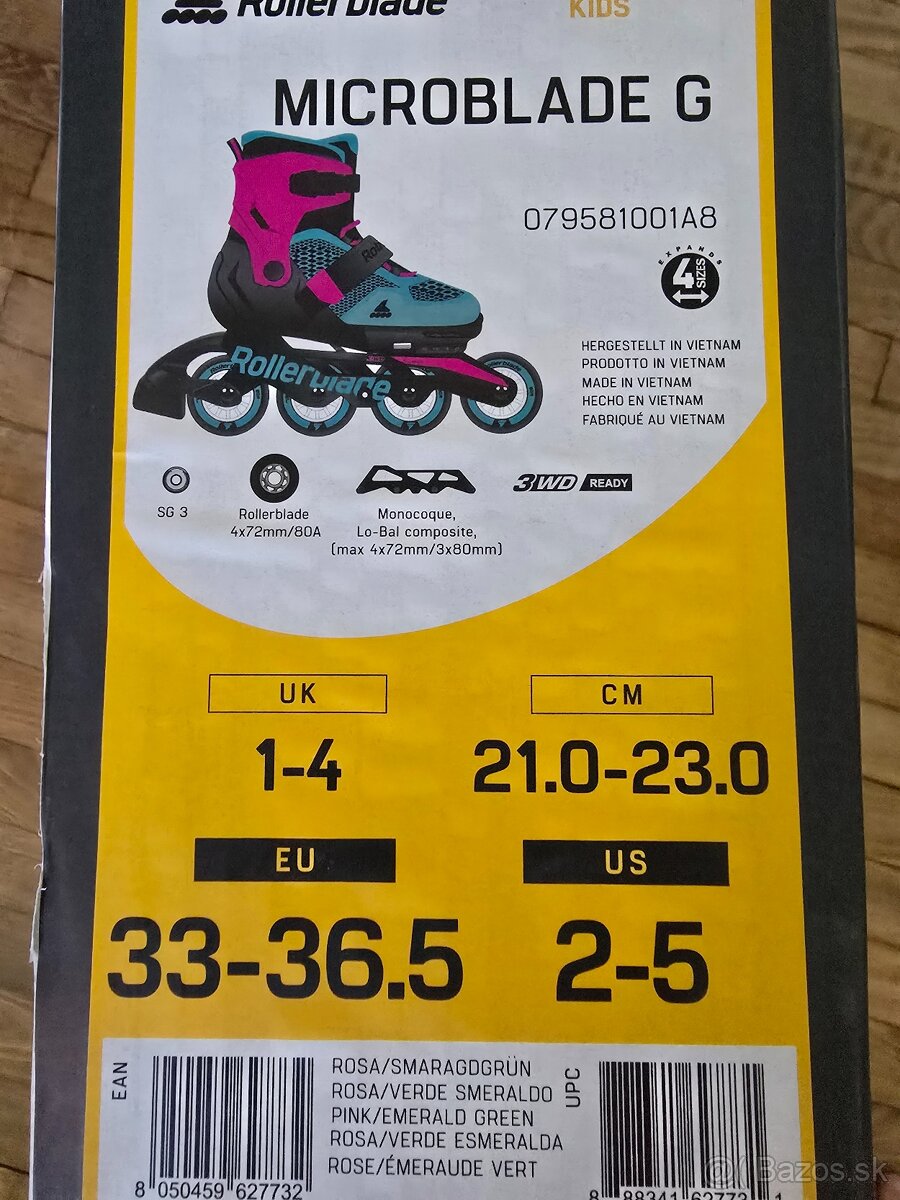 Rollerblade
KIDS
MICROBLADE G
079581001A8
EXPANDS
4 SIZES
HERGESTELLT IN VIETNAM
PRODOTTO IN VIETNAM
MADE IN VIETNAM
HECHO EN VIETNAM
FABRIQUÉ AU VIETNAM
Rollerblade
SG 3
Rollerblade
4x72mm/80A
Monocoque,
Lo-Bal composite,
(max 4x72mm/3x80mm)
3WD READY
UK
1-4
CM
21.0-23.0
EU
33-36.5
US
2-5
EAN
8 050459 627732
ROSA/SMARAGDGRÜN
ROSA/VERDE SMERALDO
PINK/EMERALD GREEN
ROSA/VERDE ESMERALDA
ROSE/ÉMERAUDE VERT
UPC
Bazos.sk